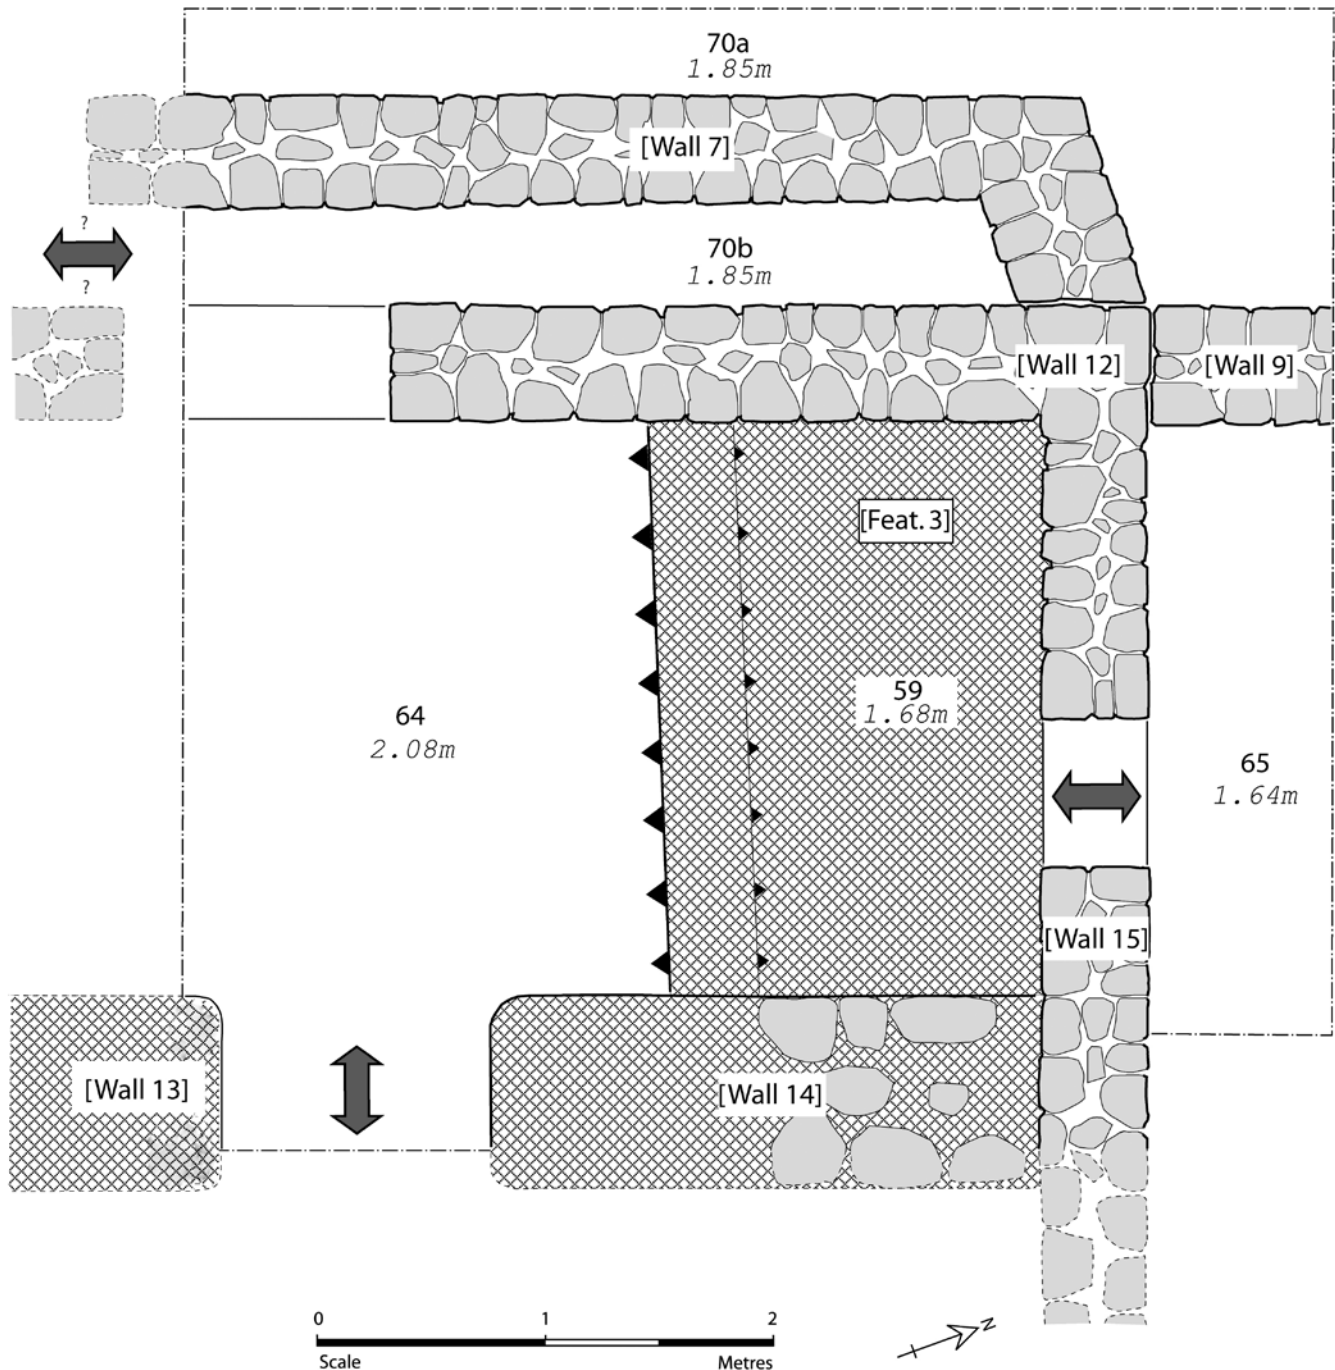 70a
1.85m
[Wall 7]
?
?
70b
1.85m
[Wall 12]
[Wall 9]
[Feat. 3]
59
1.68m
64
2.08m
65
1.64m
[Wall 15]
[Wall 13]
[Wall 14]
0 1 2
Scale Metres
N